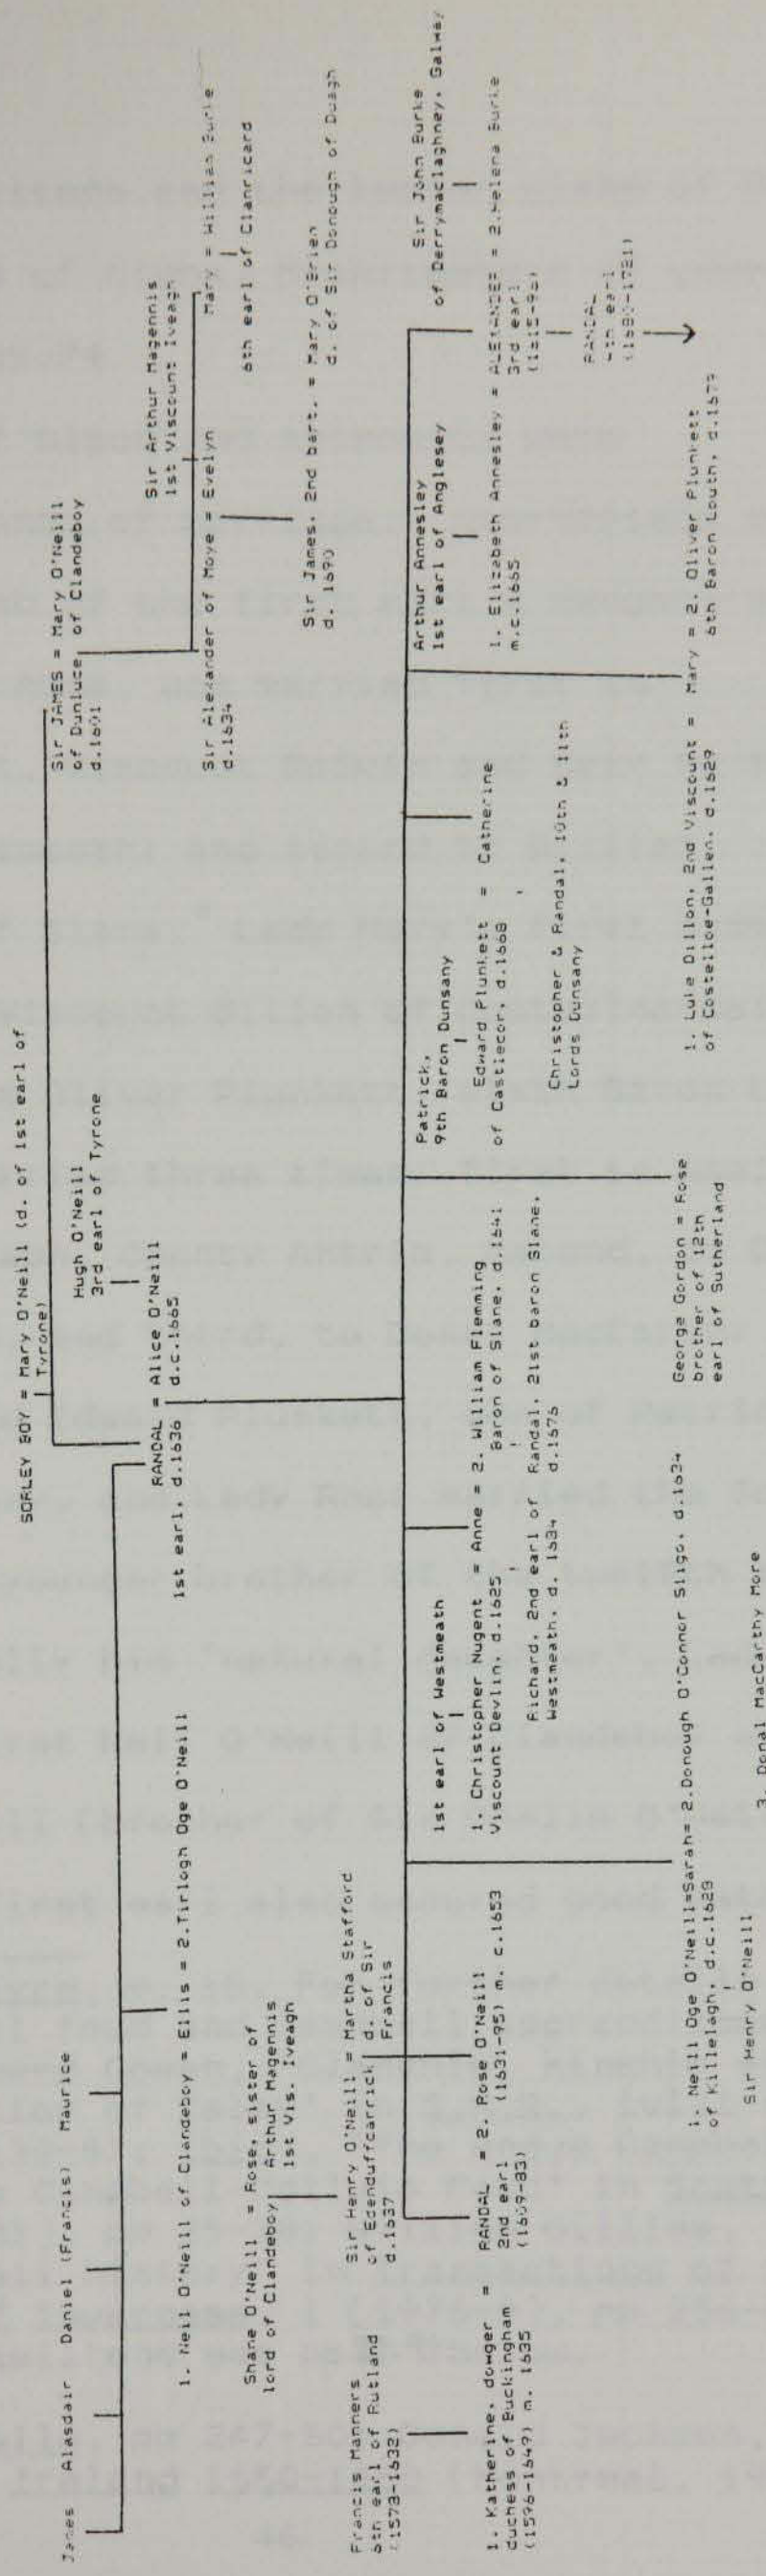 SORLEY BOY = Mary O'Neill (d. of 1st earl of
Tyrone)
Sir JAMES = Mary O'Neill
of Dunluce of Clandeboy
d.1601
Hugh O'Neill
3rd earl of Tyrone
RANDAL = Alice O'Neill
1st earl, d.1636 d.c.1665
Sir Arthur Magennis
1st Viscount Iveagh
Sir Alexander of Moye = Evelyn
d.1634
Mary = William Burke
6th earl of Clanricard
Sir James, 2nd bart. = Mary O'Brien
d. 1690 d. of Sir Donough of Duagh
James Alasdair Daniel (Francis) Maurice
1. Neil O'Neill of Clandeboy = Ellis = 2.Tirlogh Oge O'Neill
Shane O'Neill = Rose, sister of
lord of Clandeboy Arthur Magennis
1st Vis. Iveagh
Francis Manners
6th earl of Rutland
(1578-1632)
Sir Henry O'Neill = Martha Stafford
of Edenduffcarrick d. of Sir
d.1637 Francis
1st earl of Westmeath
Patrick,
9th Baron Dunsany
Arthur Annesley
1st earl of Anglesey
Sir John Burke
of Derrymaclaghney, Galway
1. Katherine, dowger = RANDAL = 2. Rose O'Neill
duchess of Buckingham 2nd earl (1631-95) m. c.1653
(1596-1649) m. 1635 (1609-83)
1. Christopher Nugent = Anne = 2. William Flemming
Viscount Devlin, d.1625 Baron of Slane, d.1641
Richard, 2nd earl of Randal, 21st baron Slane,
Westmeath, d. 1684 d.1676
Edward Plunkett = Catherine
of Castlecor, d.1668
Christopher & Randal, 10th & 11th
Lords Dunsany
1. Elizabeth Annesley = ALEXANDER = 2.Helena Burke
m.c.1665 3rd earl
(1615-99)
RANDAL
4th earl
(1680-1721)
1. Neill Oge O'Neill=Sarah= 2.Donough O'Connor Sligo, d.1634
of Killelagh, d.c.1629
Sir Henry O'Neill
3. Donal MacCarthy More
George Gordon = Rose
brother of 12th
earl of Sutherland
1. Luke Dillon, 2nd Viscount = Mary = 2. Oliver Plunkett
of Costelloe-Gallen, d.1629 6th Baron Louth, d.1679